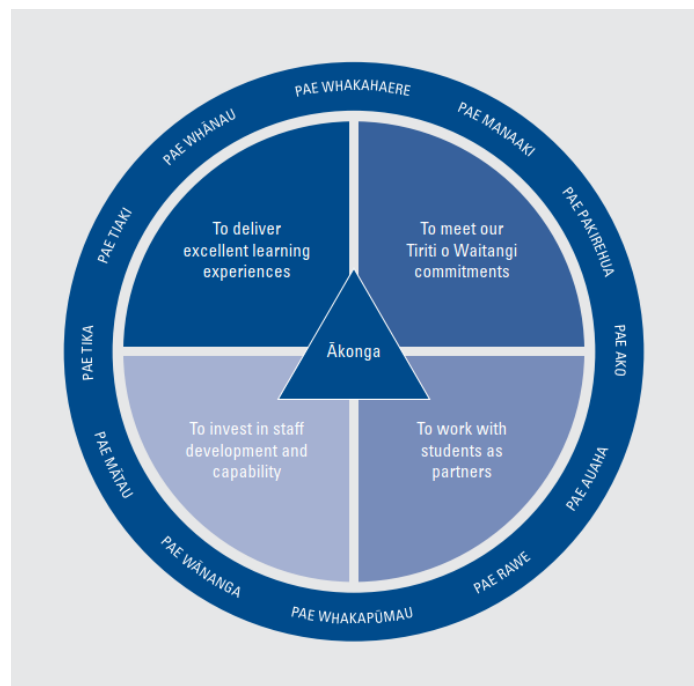 PAE WHAKAHAERE
PAE MANAAKI
PAE PAKIREHUA
PAE AKO
PAE AUAHA
PAE RAWE
PAE WHAKAPŪMAU
PAE WĀNANGA
PAE MĀTAU
PAE TIKA
PAE TIAKI
PAE WHĀNAU
To deliver
excellent learning
experiences
To meet our
Tiriti o Waitangi
commitments
Ākonga
To invest in staff
development and
capability
To work with
students as
partners